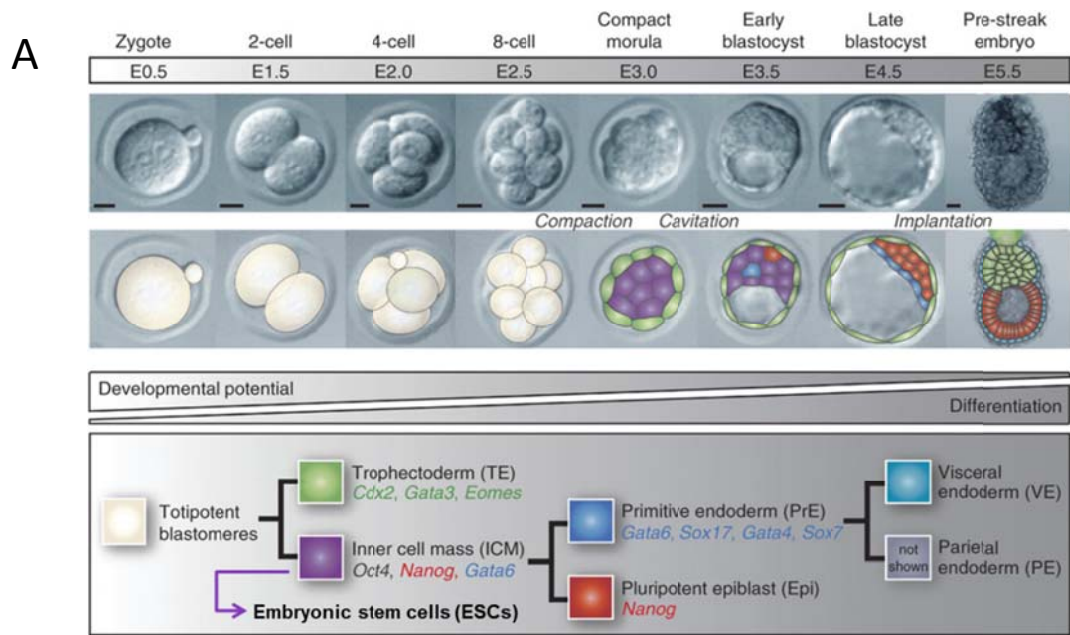 A
Zygote
2-cell
4-cell
8-cell
Compact
morula
Early
blastocyst
Late
blastocyst
Pre-streak
embryo
E0.5
E1.5
E2.0
E2.5
E3.0
E3.5
E4.5
E5.5
Compaction
Cavitation
Implantation
Developmental potential
Differentiation
Totipotent
blastomeres
Trophectoderm (TE)
Cdx2, Gata3, Eomes
Inner cell mass (ICM)
Oct4, Nanog, Gata6
Embryonic stem cells (ESCs)
Primitive endoderm (PrE)
Gata6, Sox17, Gata4, Sox7
Pluripotent epiblast (Epi)
Nanog
Visceral
endoderm (VE)
not
shown
Parietal
endoderm (PE)